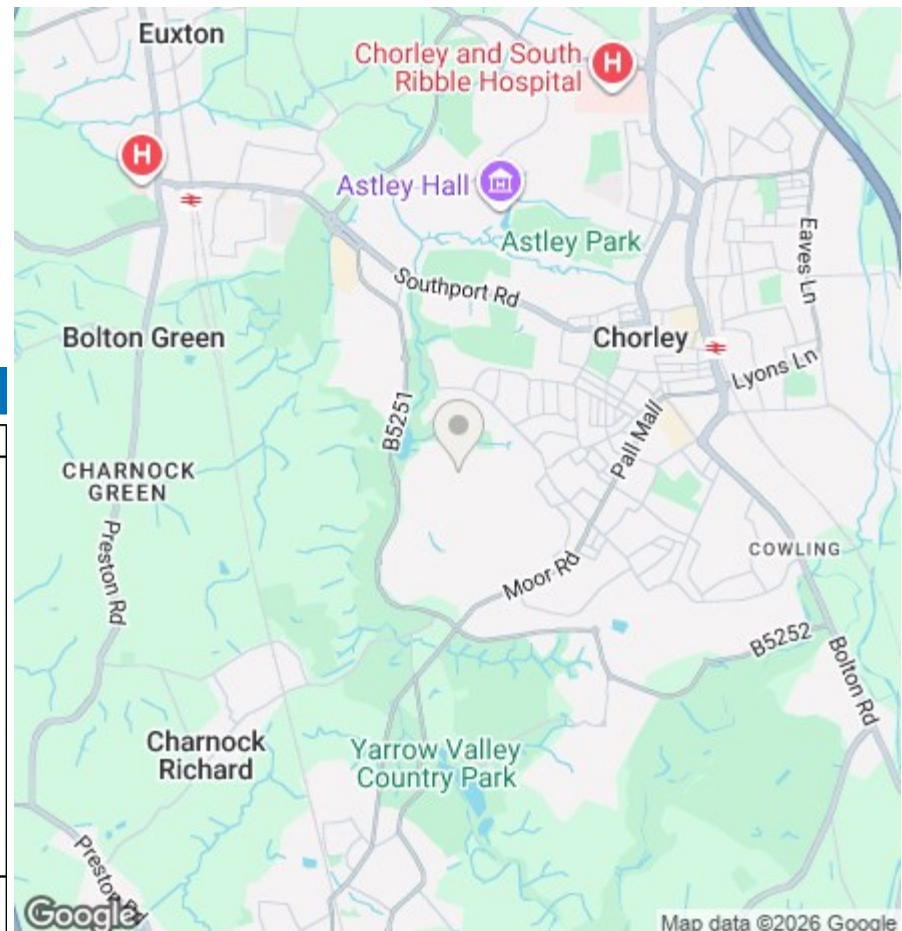 Euxton
Chorley and South
Ribble Hospital
H
H
Astley Hall
Astley Park
Eaves Ln
Southport Rd
Bolton Green
Chorley
Lyons Ln
B5251
Pall Mall
CHARNOCK
GREEN
Preston Rd
COWLING
Moor Rd
B5252
Bolton Rd
Charnock
Richard
Yarrow Valley
Country Park
Preston Rd
Google
Map data ©2026 Google